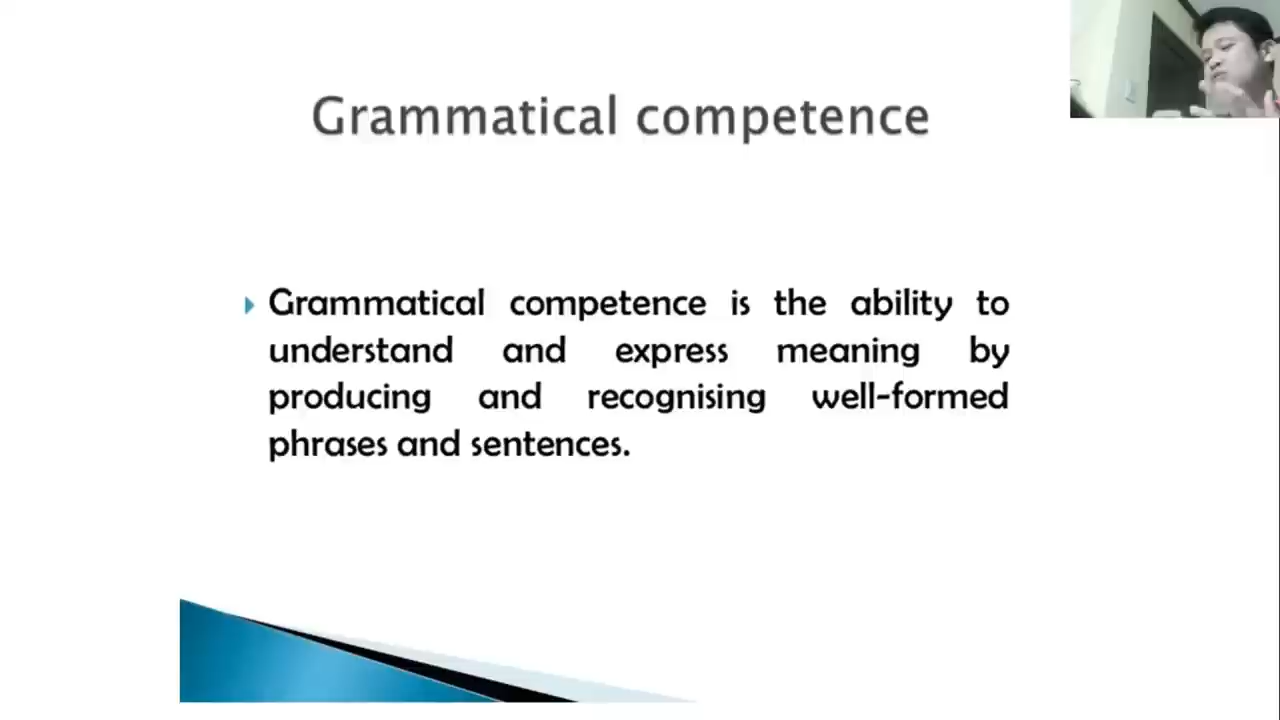 Grammatical competence
Grammatical competence is the ability to
understand and express meaning by
producing and recognising well-formed
phrases and sentences.